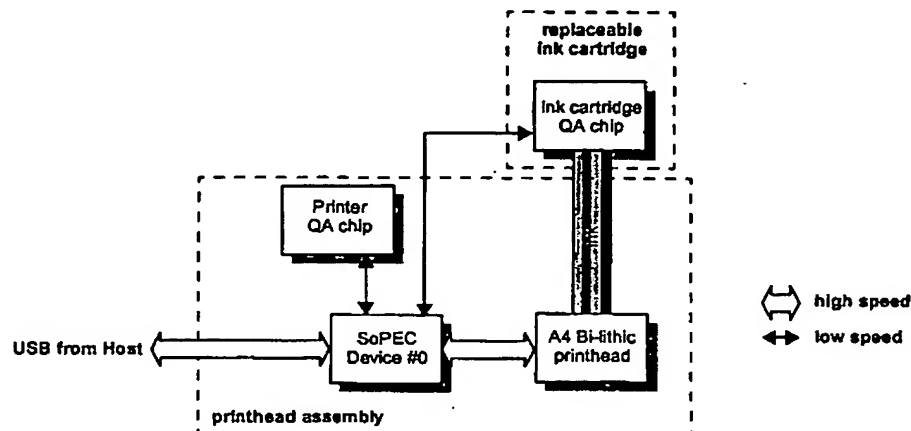 replaceable
ink cartridge
ink cartridge
QA chip
Printer
QA chip
high speed
low speed
USB from Host
SoPEC
Device #0
A4 Bi-lithic
printhead
printhead assembly